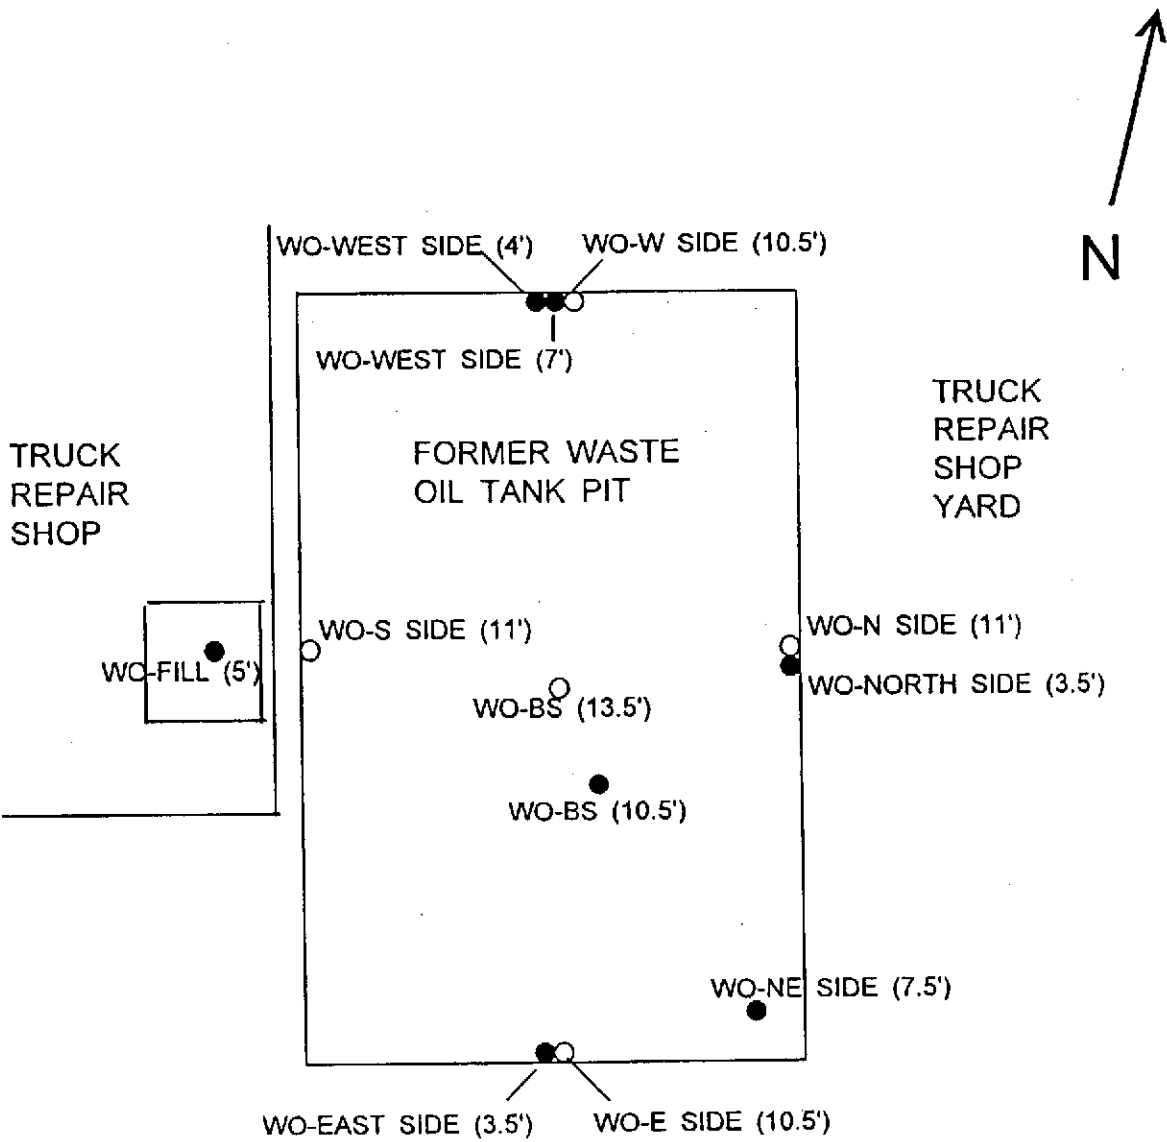 N
WO-WEST SIDE (4')
WO-W SIDE (10.5')
WO-WEST SIDE (7')
TRUCK
REPAIR
SHOP
FORMER WASTE
OIL TANK PIT
TRUCK
REPAIR
SHOP
YARD
WO-S SIDE (11')
WO-N SIDE (11')
WO-FILL (5')
WO-NORTH SIDE (3.5')
WO-BS (13.5')
WO-BS (10.5')
WO-NE SIDE (7.5')
WO-EAST SIDE (3.5')
WO-E SIDE (10.5')